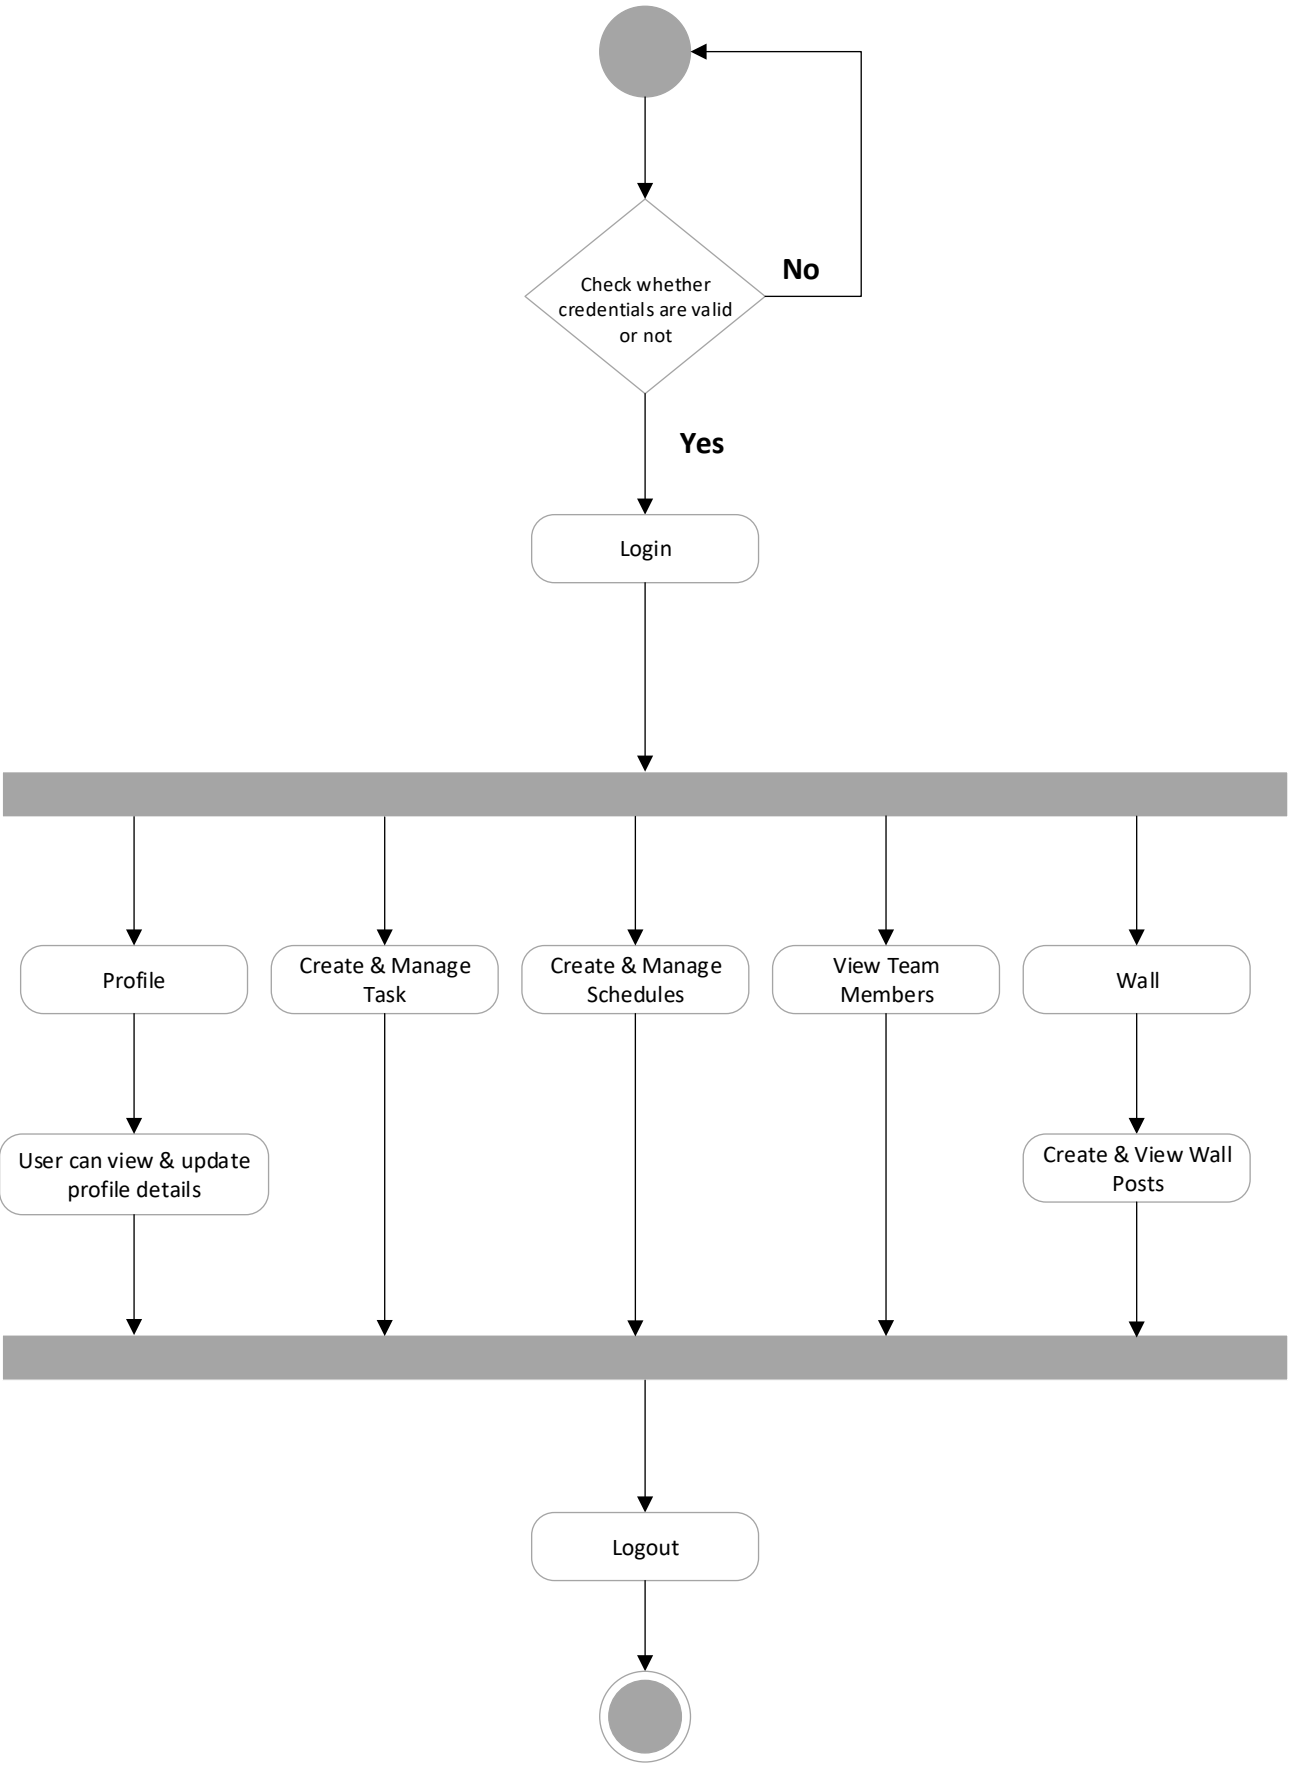 Check whether
credentials are valid
or not
No
Yes
Login
Profile
Create & Manage
Task
Create & Manage
Schedules
View Team
Members
Wall
User can view & update
profile details
Create & View Wall
Posts
Logout